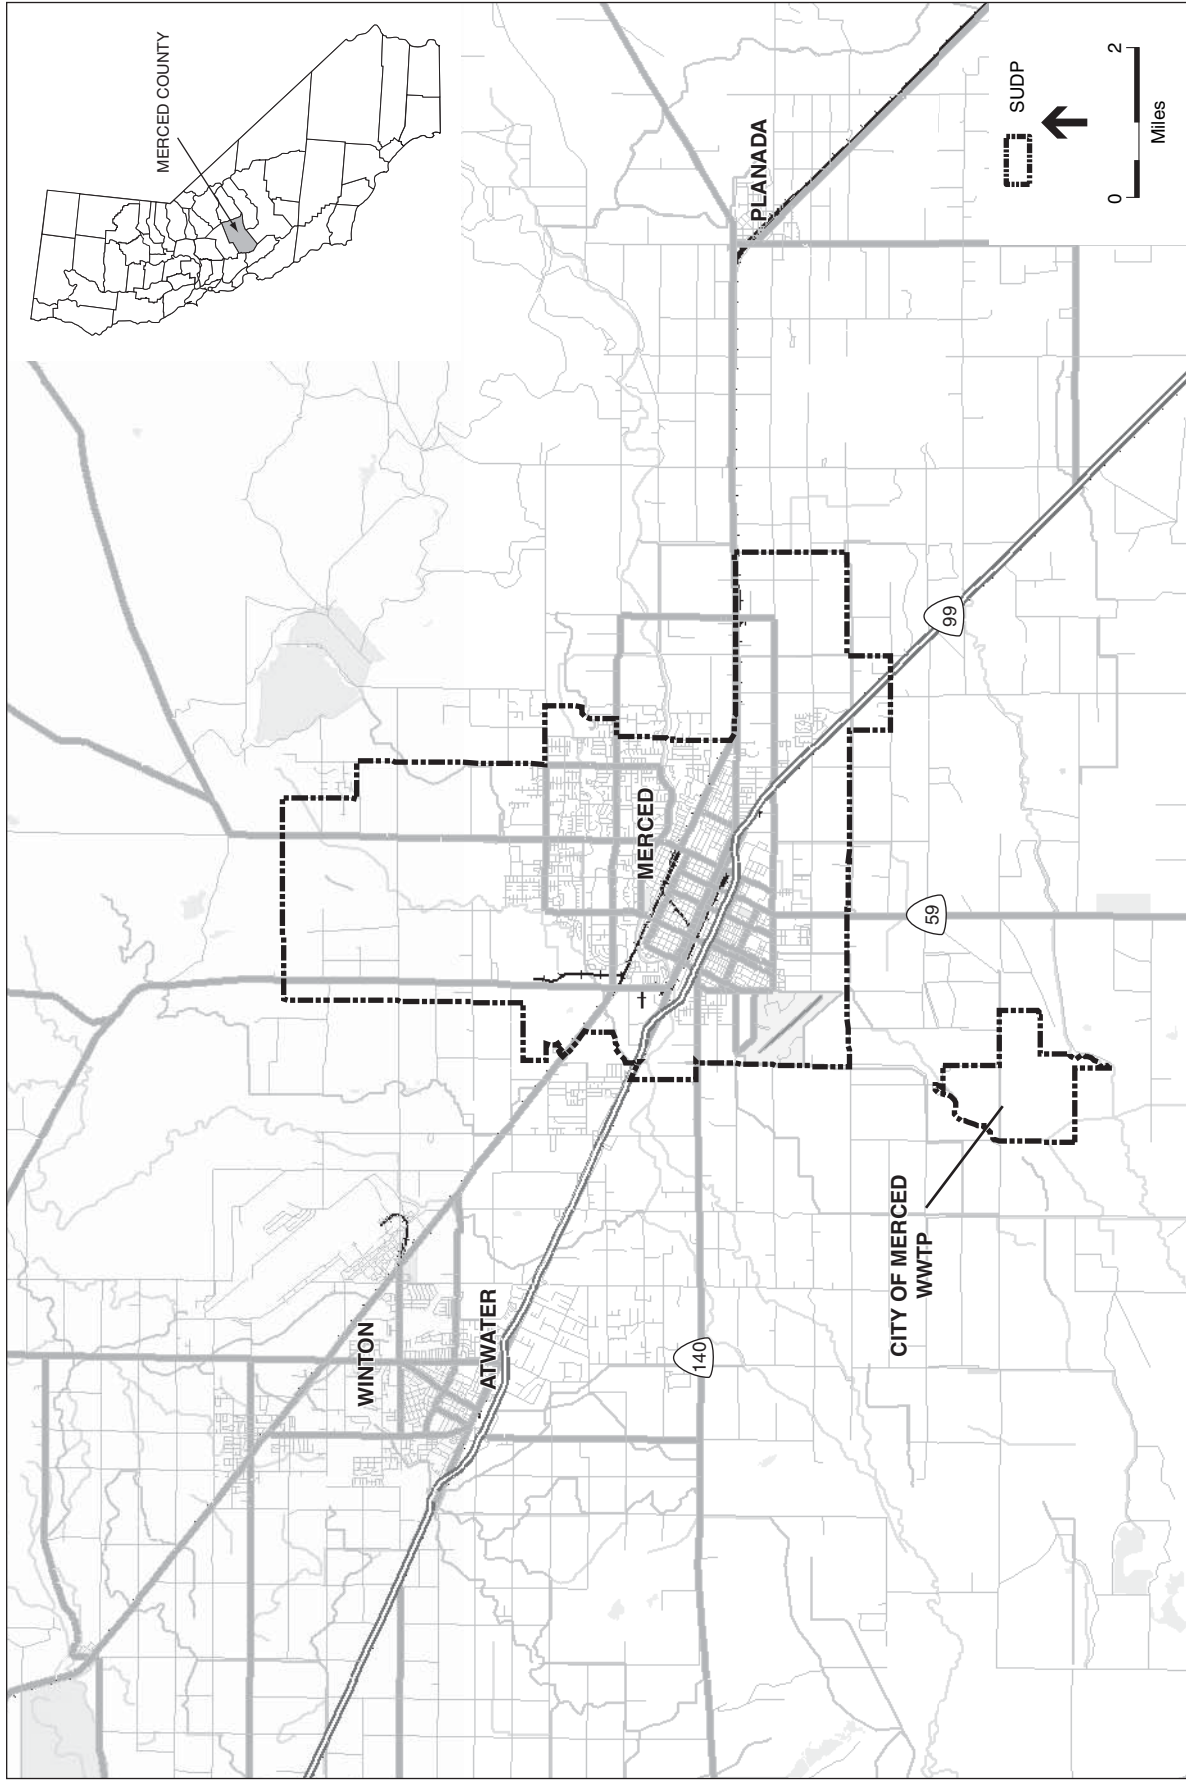 MERCED COUNTY
WINTON
ATWATER
MERCED
PLANADA
140
59
99
CITY OF MERCED
WWTP
SUDP
0
2
Miles